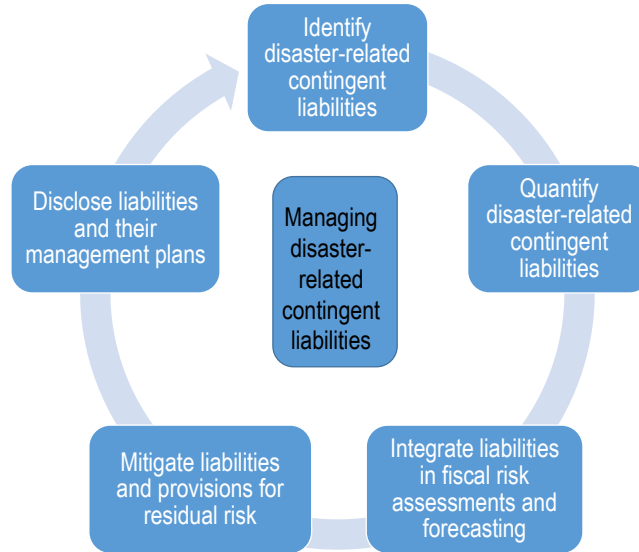 Identify
disaster-related
contingent
liabilities
Quantify
disaster-related
contingent
liabilities
Integrate liabilities
in fiscal risk
assessments and
forecasting
Mitigate liabilities
and provisions for
residual risk
Disclose liabilities
and their
management plans
Managing
disaster-
related
contingent
liabilities